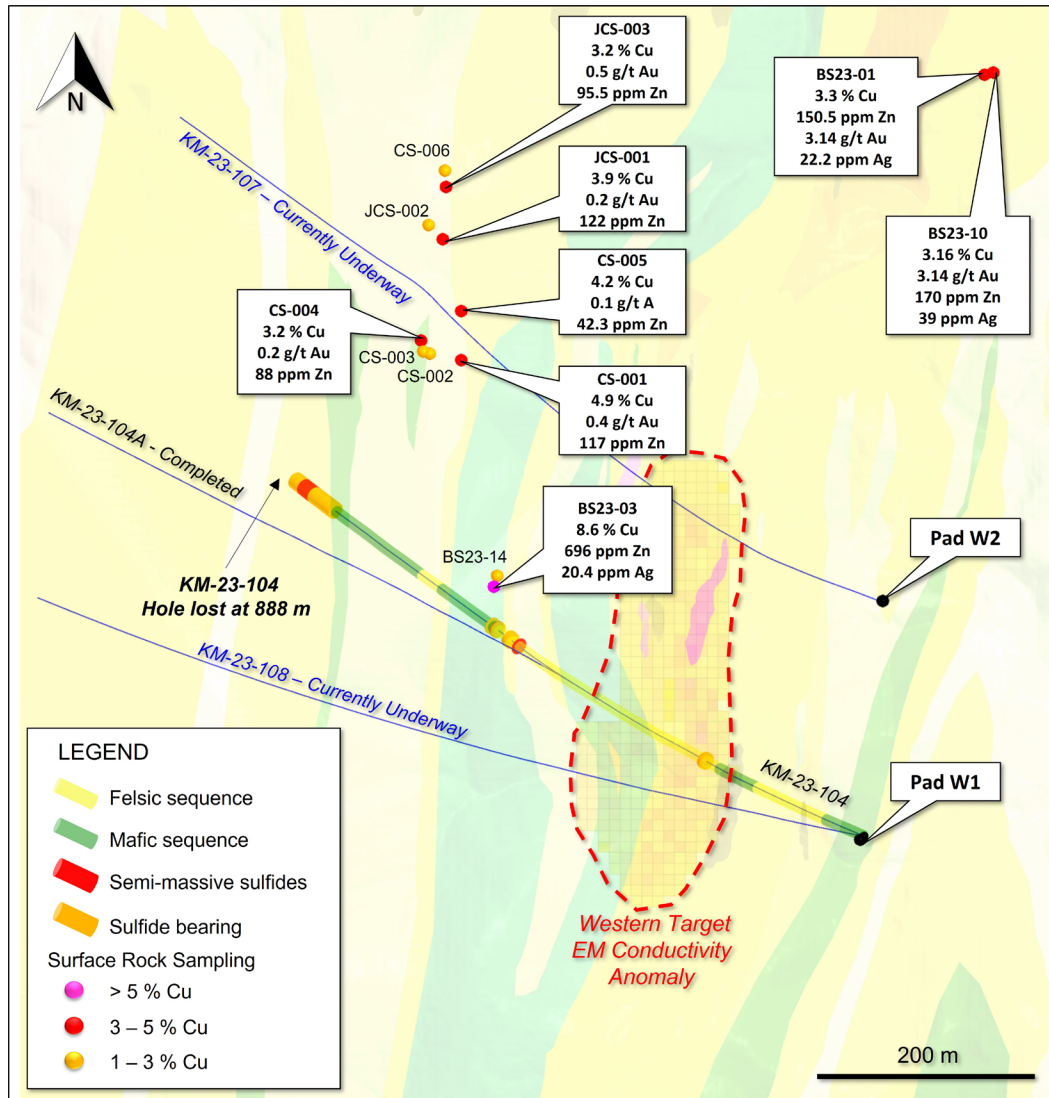 JCS-003
3.2 % Cu
0.5 g/t Au
95.5 ppm Zn
BS23-01
3.3 % Cu
150.5 ppm Zn
3.14 g/t Au
22.2 ppm Ag
N
KM-23-107 – Currently Underway
CS-006
JCS-001
3.9 % Cu
0.2 g/t Au
122 ppm Zn
JCS-002
BS23-10
3.16 % Cu
3.14 g/t Au
170 ppm Zn
39 ppm Ag
CS-005
4.2 % Cu
0.1 g/t A
42.3 ppm Zn
CS-004
3.2 % Cu
0.2 g/t Au
88 ppm Zn
CS-003
CS-002
CS-001
4.9 % Cu
0.4 g/t Au
117 ppm Zn
KM-23-104A - Completed
BS23-03
8.6 % Cu
696 ppm Zn
20.4 ppm Ag
Pad W2
BS23-14
KM-23-104
Hole lost at 888 m
KM-23-108 – Currently Underway
KM-23-104
Pad W1
LEGEND
Felsic sequence
Mafic sequence
Semi-massive sulfides
Sulfide bearing
Surface Rock Sampling
> 5 % Cu
3 – 5 % Cu
1 – 3 % Cu
Western Target
EM Conductivity
Anomaly
200 m